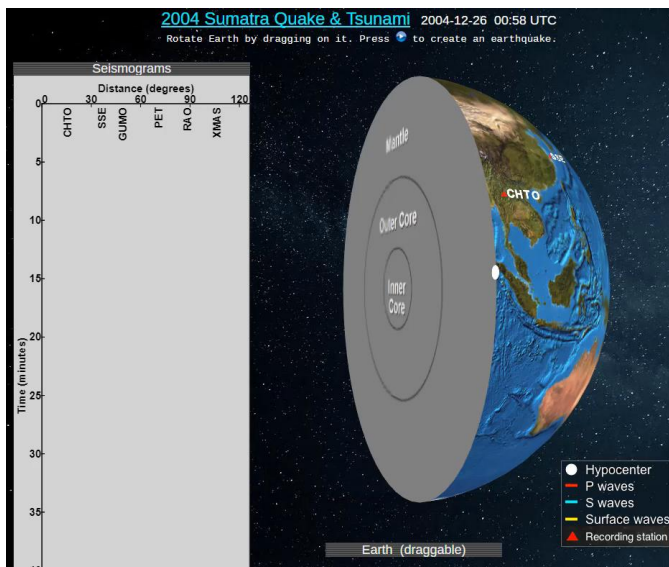 2004 Sumatra Quake & Tsunami 2004-12-26 00:58 UTC
Rotate Earth by dragging on it. Press to create an earthquake.
Seismograms
Distance (degrees)
0 30 60 90 120
CHTO SSE GUMO PET RAO XMAS
0
5
10
15
20
25
30
35
Time (minutes)
Mantle
Outer Core
Inner
Core
SSE
CHTO
Hypocenter
P waves
S waves
Surface waves
Recording station
Earth (draggable)